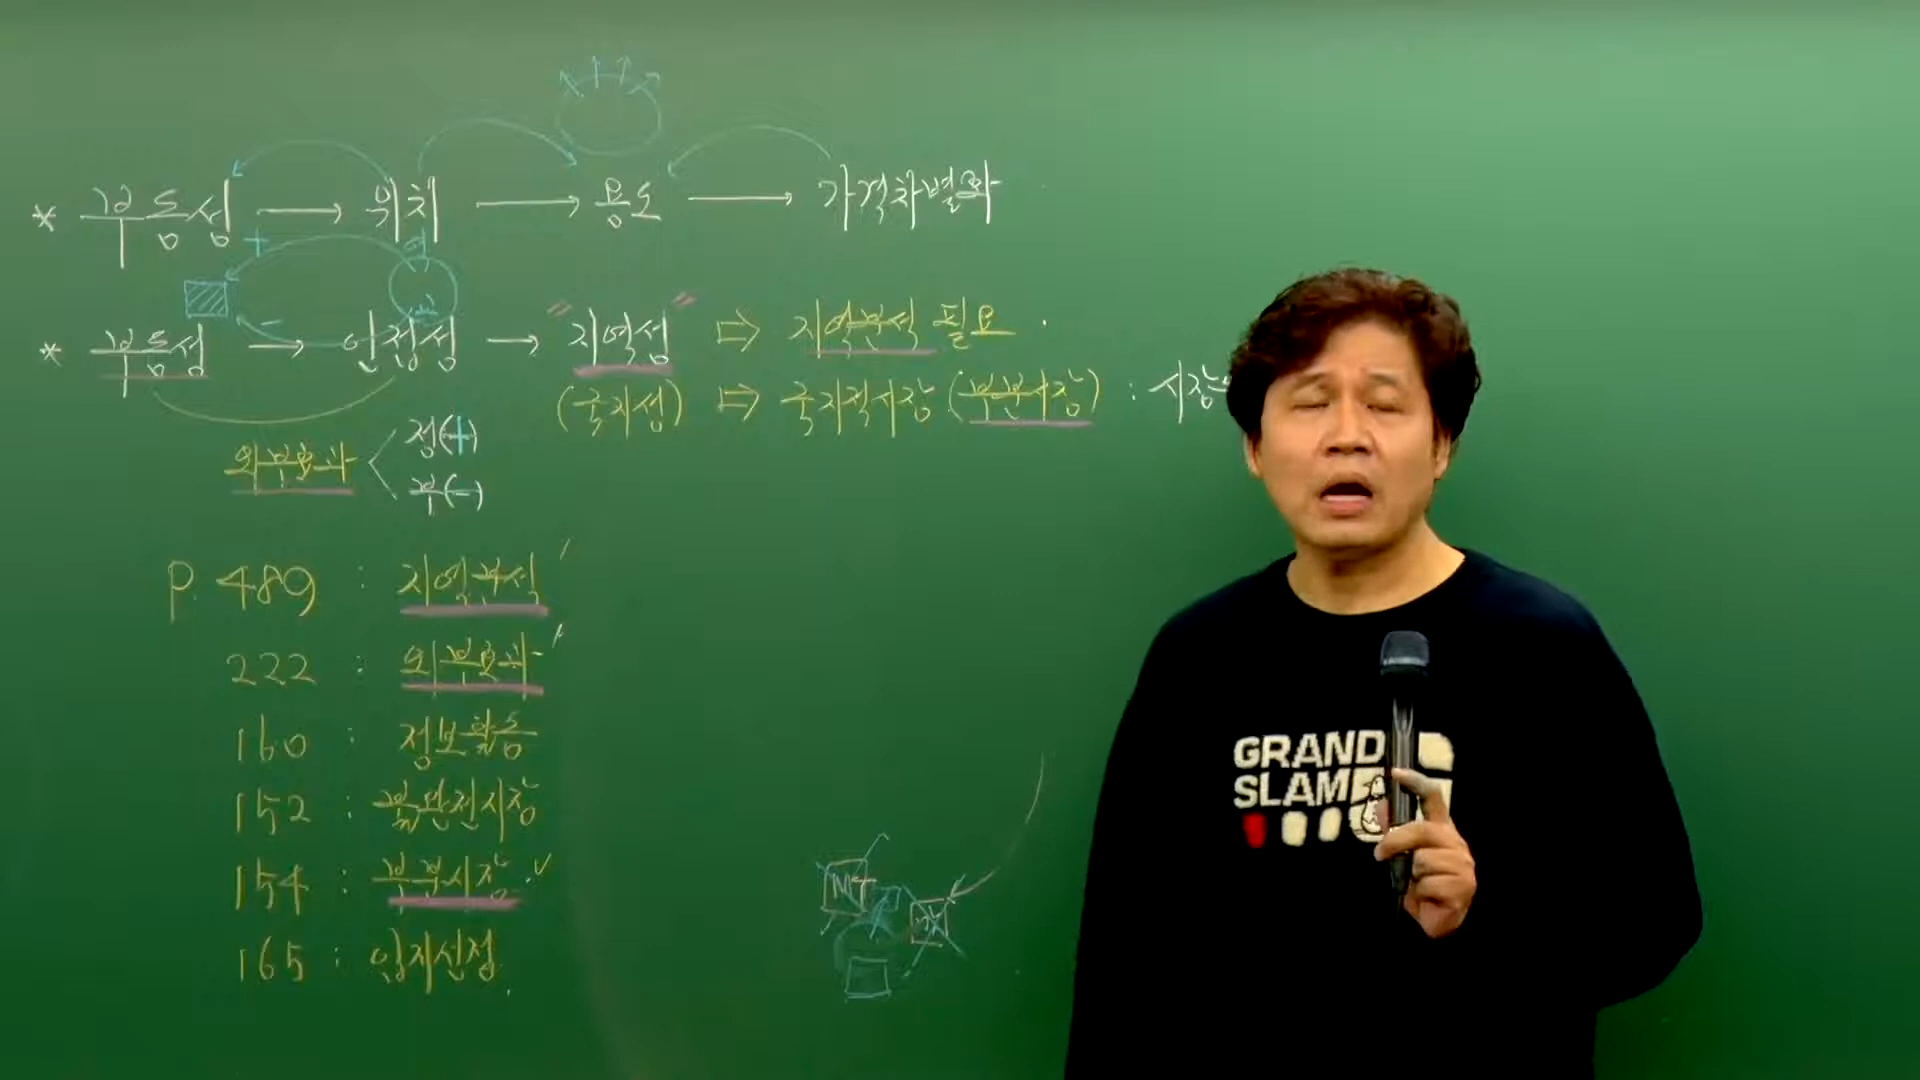 * 부동성 → 위치 → 용도 → 가격차별화
* 부동성 → 인접성 → "지역성" ⇨ 지역분석 필요.
(국지성) ⇨ 국지적시장 (부분시장) : 시장
외부효과 < 정(+)
부(-)
P. 489 : 지역분석
222 : 외부효과
160 : 정보활동
152 : 불완전시장
154 : 부분시장
165 : 입지선정
GRAND
SLAM